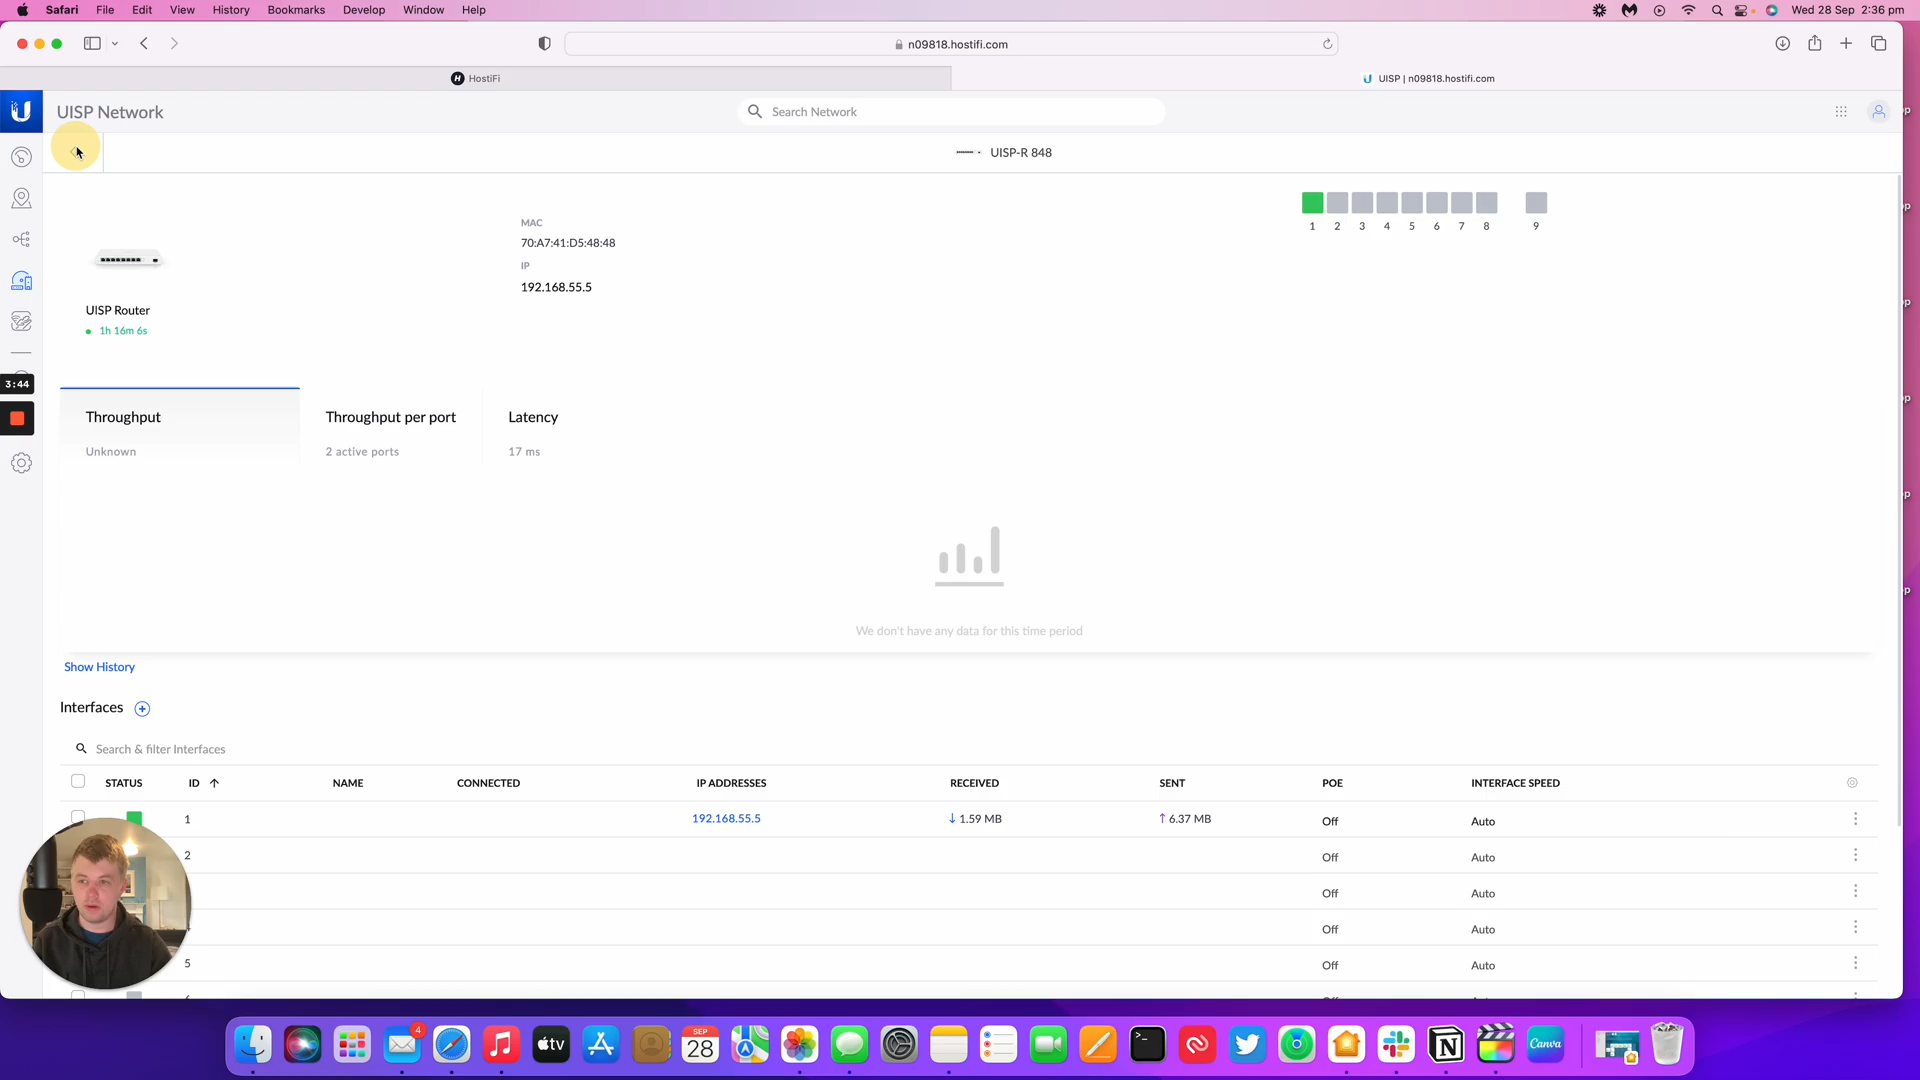 Safari File Edit View History Bookmarks Develop Window Help Wed 28 Sep 2:36 pm
n09818.hostifi.com
H HostiFi U UISP | n09818.hostifi.com
U UISP Network Search Network
UISP-R 848
MAC
70:A7:41:D5:48:48
IP
192.168.55.5
1 2 3 4 5 6 7 8 9
UISP Router
1h 16m 6s
3:44
Throughput Throughput per port Latency
Unknown 2 active ports 17 ms
We don't have any data for this time period
Show History
Interfaces
Search & filter Interfaces
STATUS ID NAME CONNECTED IP ADDRESSES RECEIVED SENT POE INTERFACE SPEED
1 192.168.55.5 ↓ 1.59 MB ↑ 6.37 MB Off Auto
2 Off Auto
Off Auto
Off Auto
5 Off Auto
4 tv SEP 28 N Canva